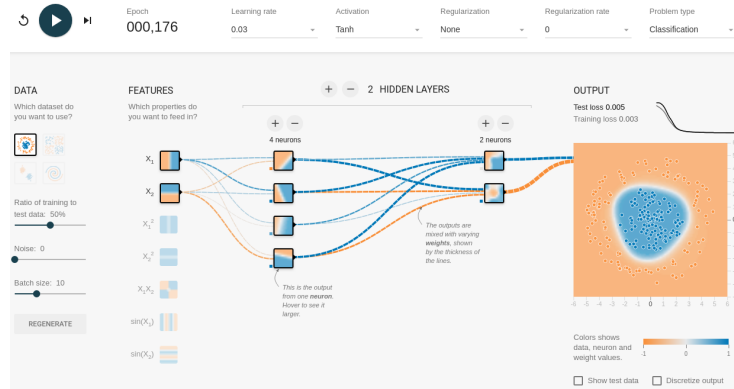 Epoch
000,176
Learning rate
0.03
Activation
Tanh
Regularization
None
Regularization rate
0
Problem type
Classification
DATA
Which dataset do
you want to use?
Ratio of training to
test data: 50%
Noise: 0
Batch size: 10
REGENERATE
FEATURES
Which properties do
you want to feed in?
X₁
X₂
X₁²
X₂²
X₁X₂
sin(X₁)
sin(X₂)
+ − 2 HIDDEN LAYERS
+ −
4 neurons
+ −
2 neurons
This is the output
from one neuron.
Hover to see it
larger.
The outputs are
mixed with varying
weights, shown
by the thickness of
the lines.
OUTPUT
Test loss 0.005
Training loss 0.003
-6 -5 -4 -3 -2 -1 0 1 2 3 4 5 6
Colors shows
data, neuron and
weight values.
-1 0 1
Show test data
Discretize output